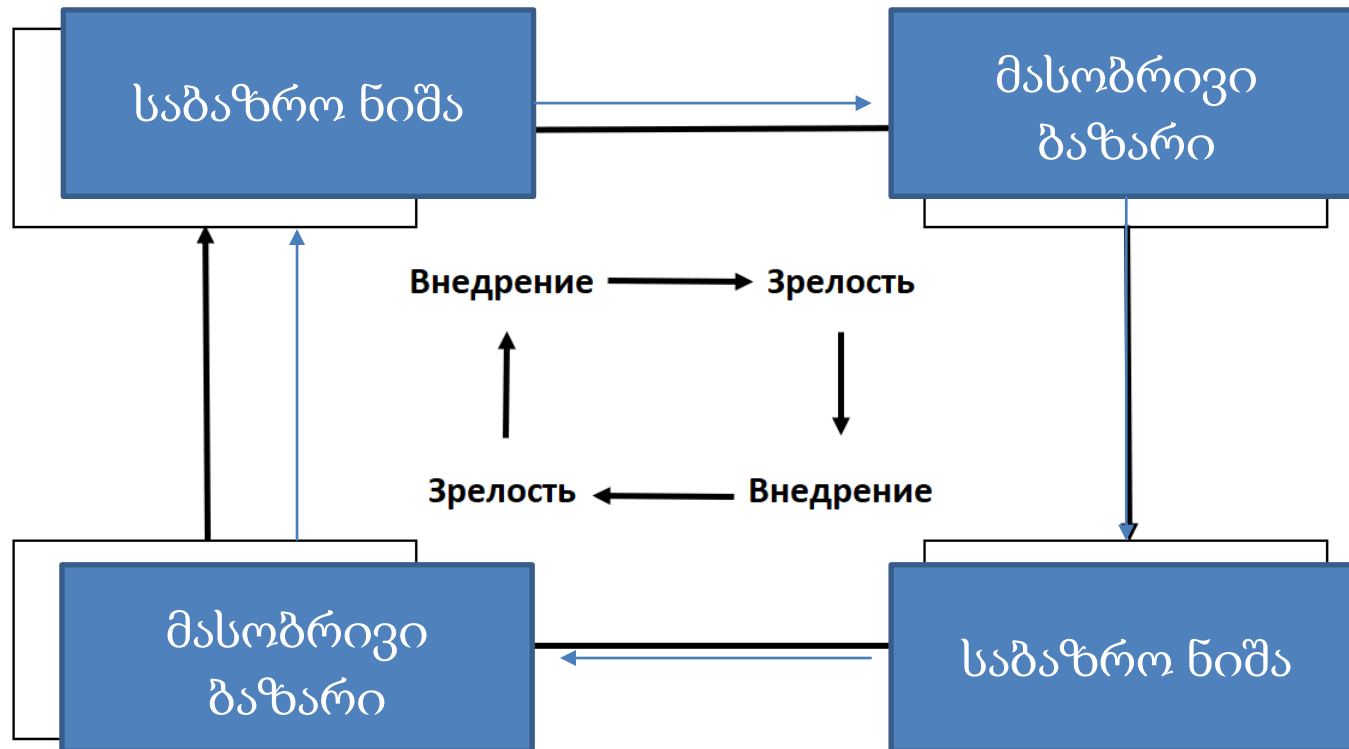 საბაზრო ნიშა
მასობრივი
ბაზარი
Внедрение
Зрелость
Зрелость
Внедрение
მასობრივი
ბაზარი
საბაზრო ნიშა